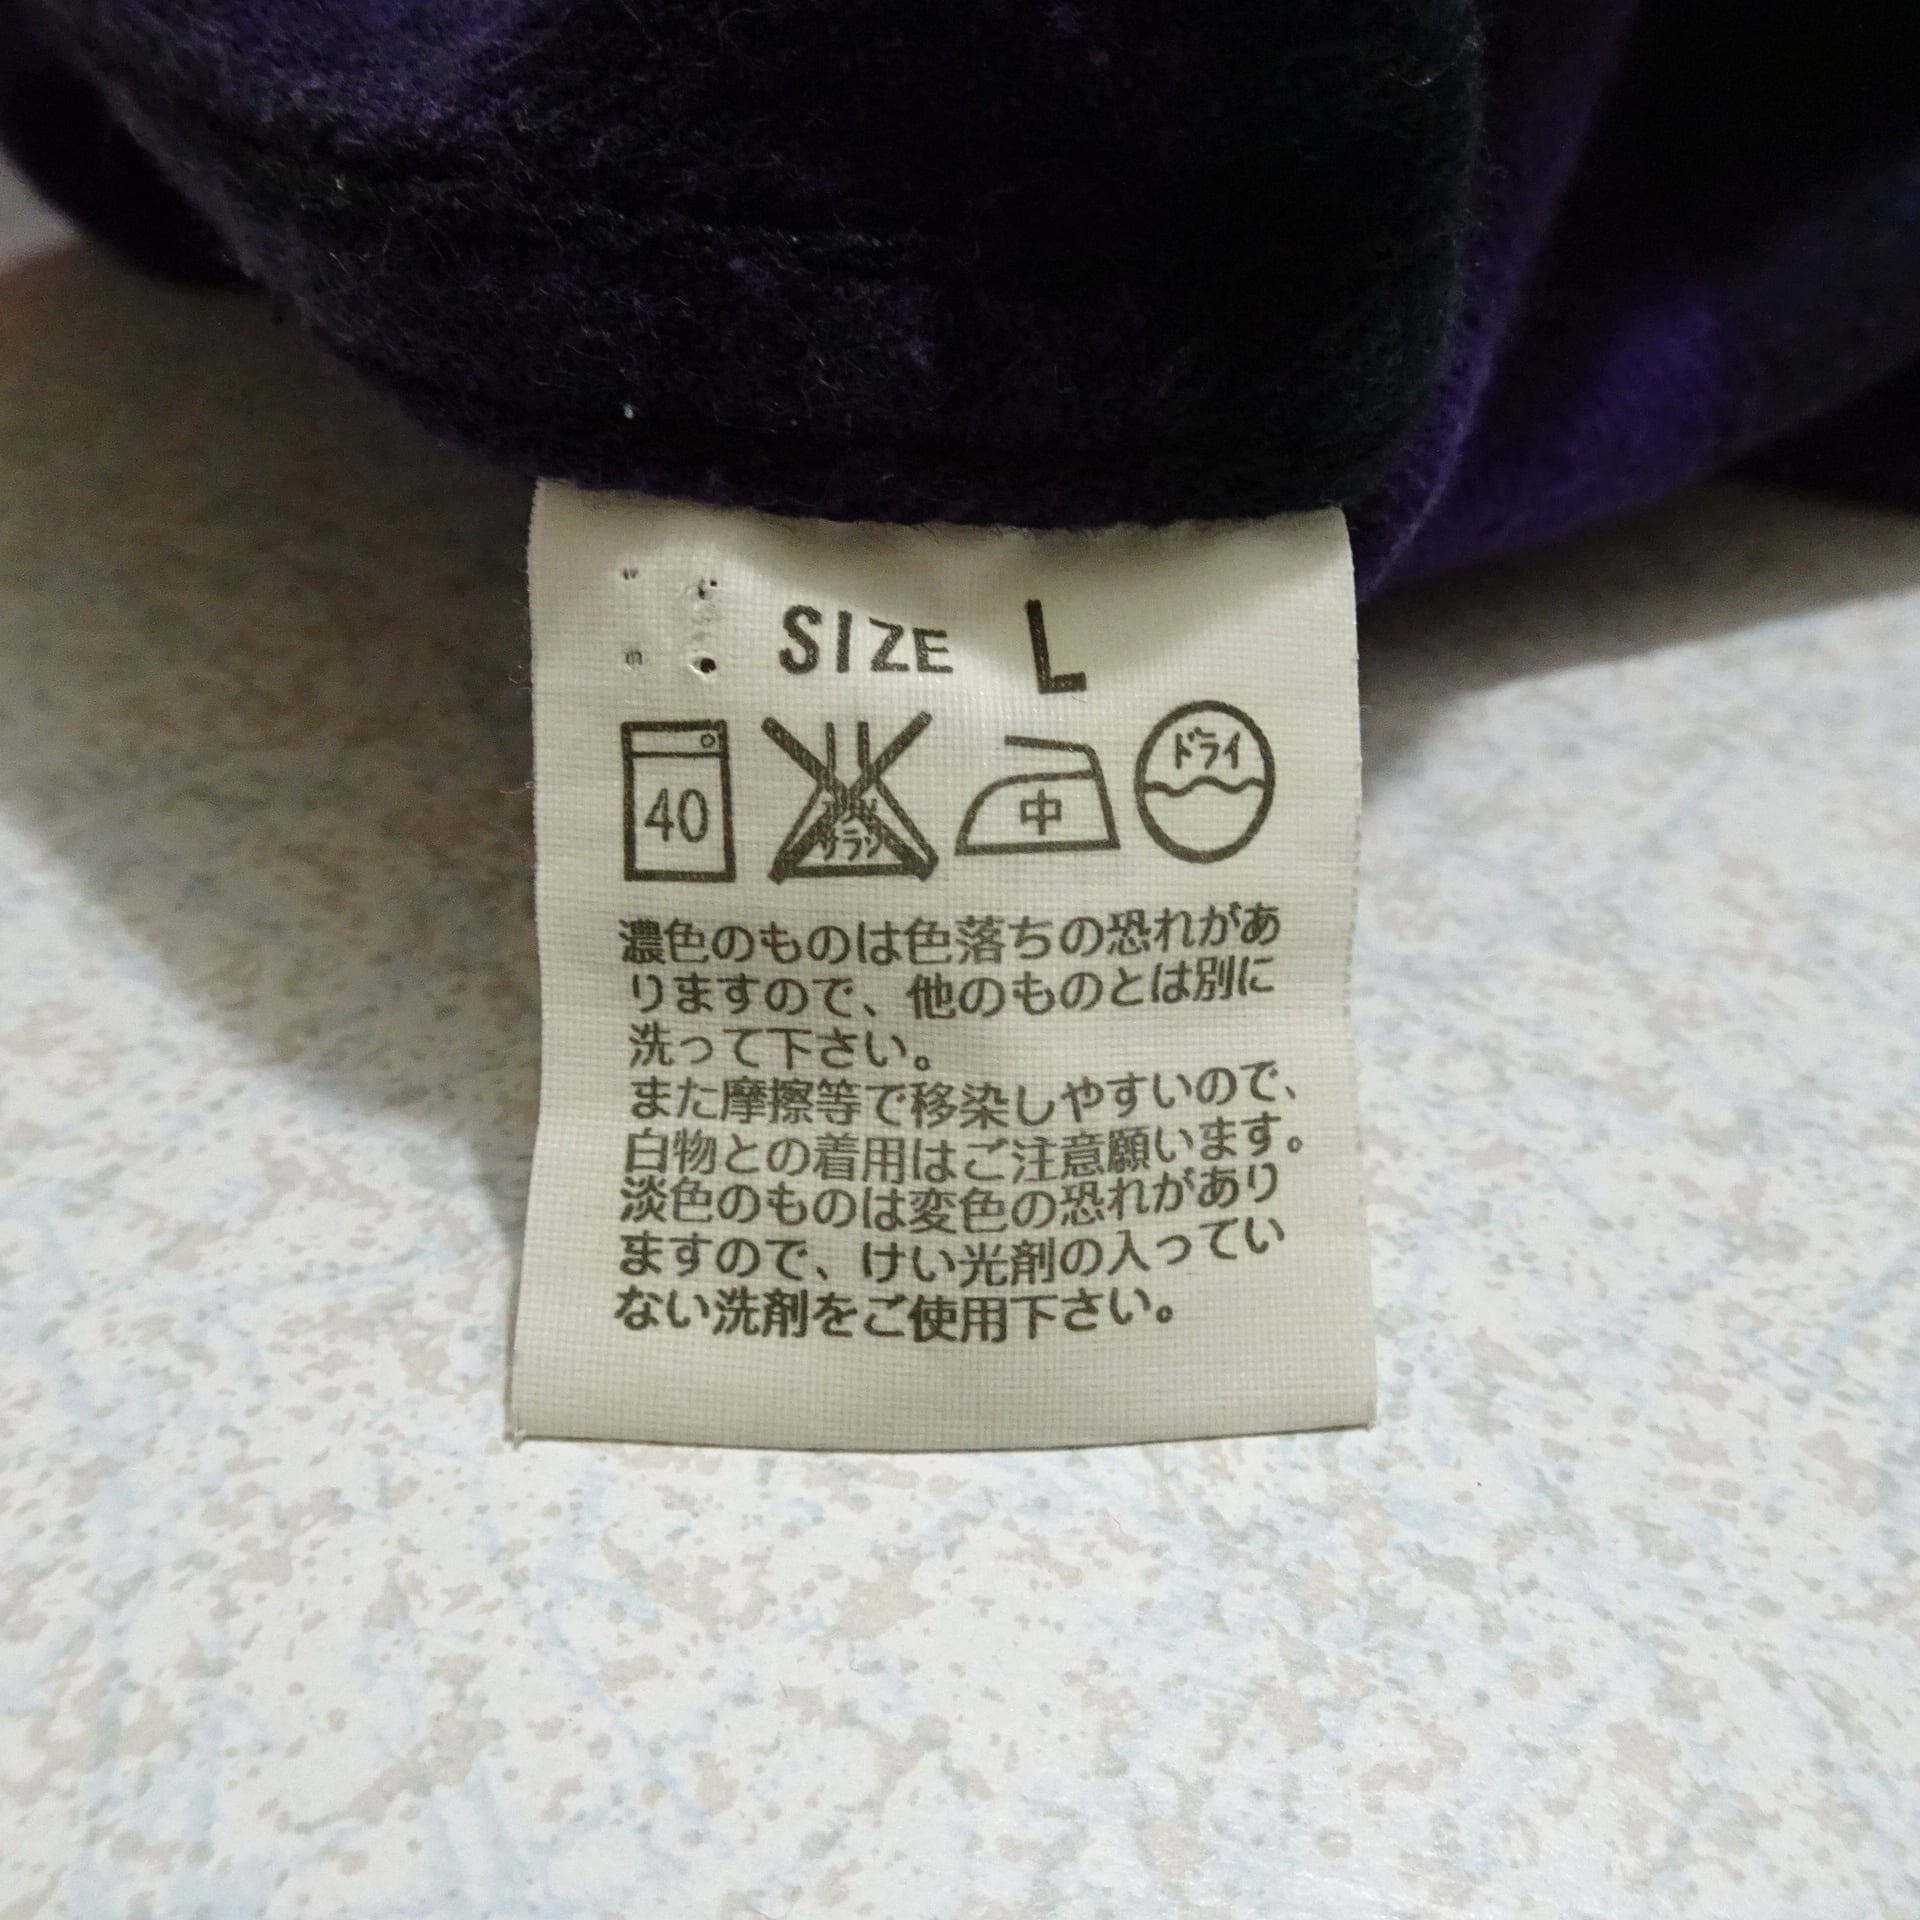 SIZE L
40
サラシ
中
ドライ
濃色のものは色落ちの恐れがあ
りますので、他のものとは別に
洗って下さい。
また摩擦等で移染しやすいので、
白物との着用はご注意願います。
淡色のものは変色の恐れがあり
ますので、けい光剤の入ってい
ない洗剤をご使用下さい。